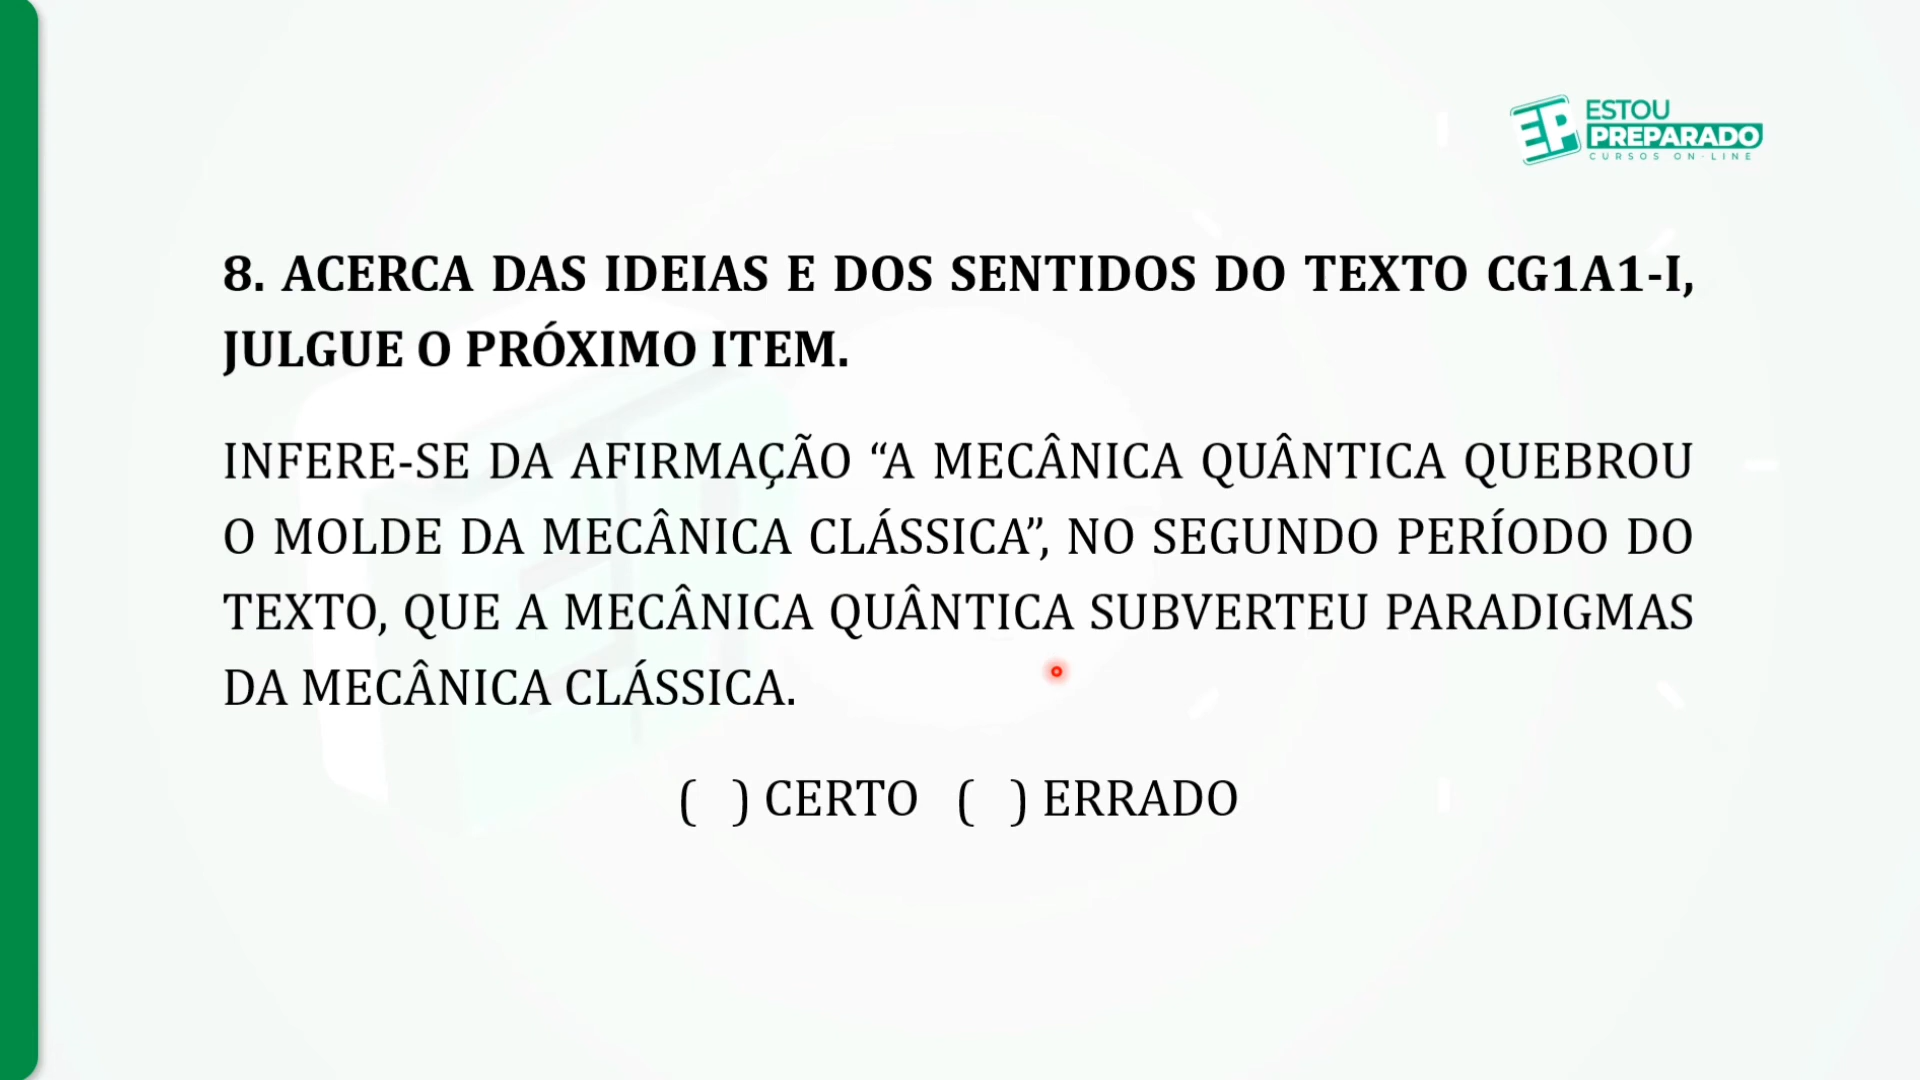 ESTOU
PREPARADO
CURSOS ON-LINE
8. ACERCA DAS IDEIAS E DOS SENTIDOS DO TEXTO CG1A1-I,
JULGUE O PRÓXIMO ITEM.
INFERE-SE DA AFIRMAÇÃO “A MECÂNICA QUÂNTICA QUEBROU
O MOLDE DA MECÂNICA CLÁSSICA”, NO SEGUNDO PERÍODO DO
TEXTO, QUE A MECÂNICA QUÂNTICA SUBVERTEU PARADIGMAS
DA MECÂNICA CLÁSSICA.
( ) CERTO ( ) ERRADO